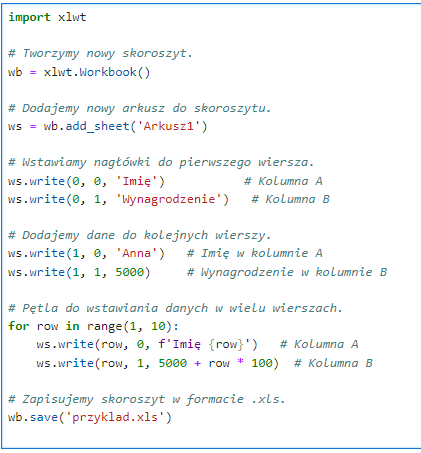 import xlwt
# Tworzymy nowy skoroszyt.
wb = xlwt.Workbook()
# Dodajemy nowy arkusz do skoroszytu.
ws = wb.add_sheet('Arkusz1')
# Wstawiamy nagłówki do pierwszego wiersza.
ws.write(0, 0, 'Imię')           # Kolumna A
ws.write(0, 1, 'Wynagrodzenie')   # Kolumna B
# Dodajemy dane do kolejnych wierszy.
ws.write(1, 0, 'Anna')   # Imię w kolumnie A
ws.write(1, 1, 5000)     # Wynagrodzenie w kolumnie B
# Pętla do wstawiania danych w wielu wierszach.
for row in range(1, 10):
    ws.write(row, 0, f'Imię {row}')   # Kolumna A
    ws.write(row, 1, 5000 + row * 100)  # Kolumna B
# Zapisujemy skoroszyt w formacie .xls.
wb.save('przyklad.xls')